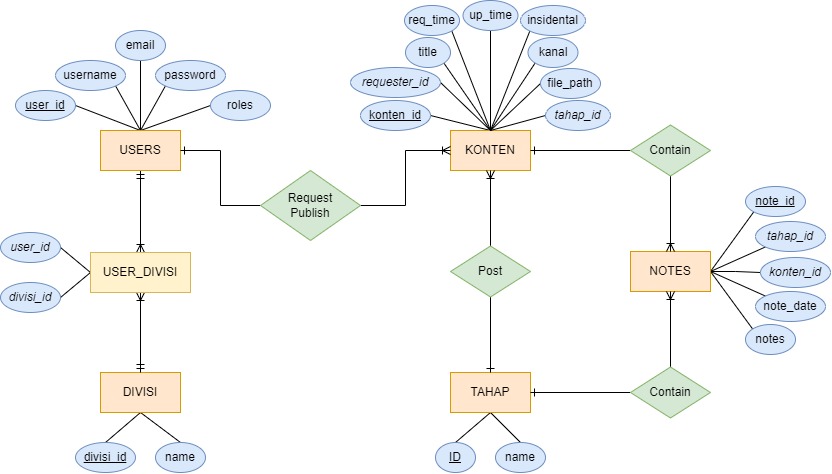 req_time
up_time
insidental
email
title
kanal
username
password
requester_id
file_path
user_id
roles
konten_id
tahap_id
USERS
KONTEN
Contain
Request
Publish
note_id
user_id
tahap_id
USER_DIVISI
Post
NOTES
konten_id
divisi_id
note_date
notes
DIVISI
TAHAP
Contain
divisi_id
name
ID
name